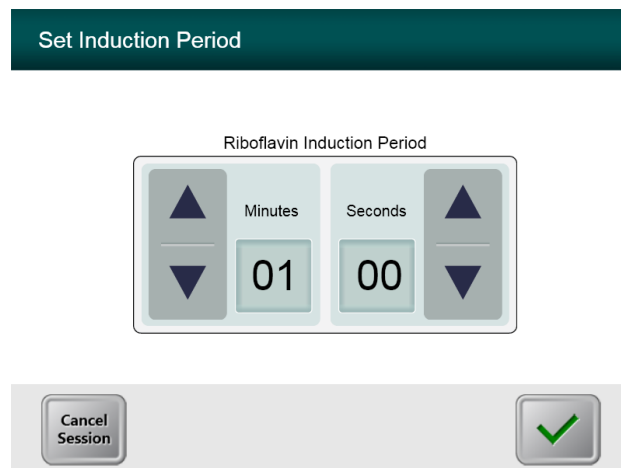 Set Induction Period
Riboflavin Induction Period
Minutes
Seconds
01
00
Cancel
Session